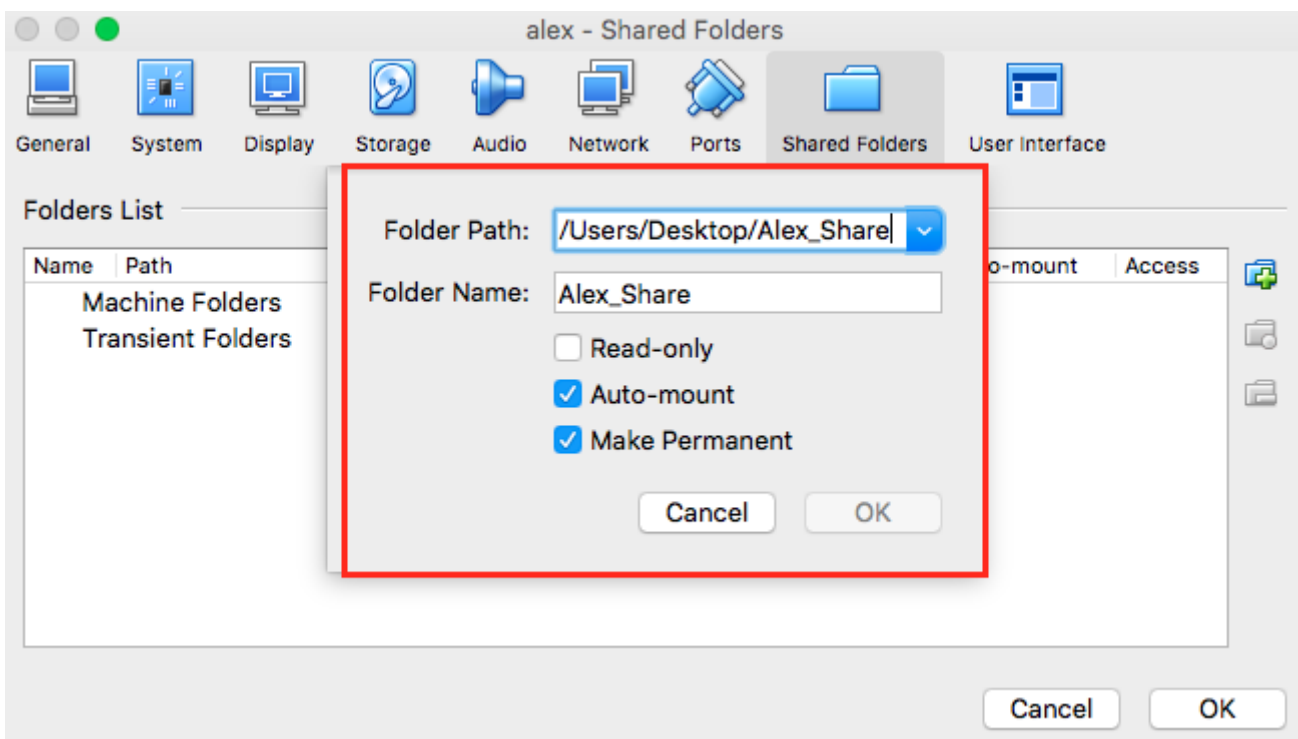 alex - Shared Folders
General System Display Storage Audio Network Ports Shared Folders User Interface
Folders List
Name Path o-mount Access
Machine Folders
Transient Folders
Folder Path: /Users/Desktop/Alex_Share
Folder Name: Alex_Share
Read-only
Auto-mount
Make Permanent
Cancel OK
Cancel OK